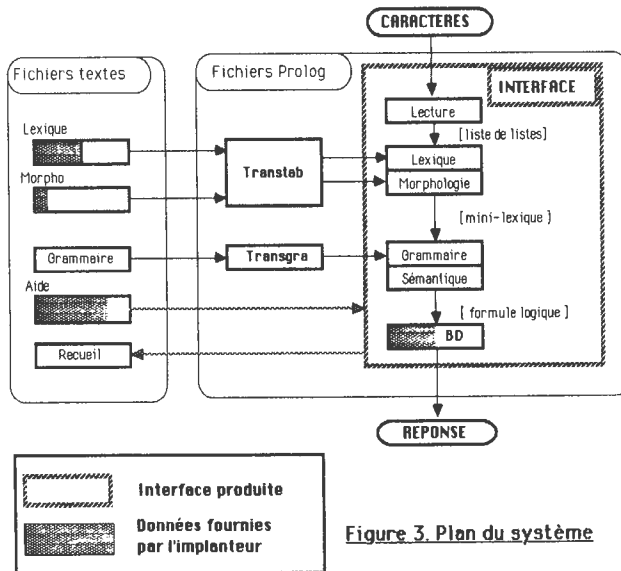 CARACTERES
Fichiers textes
Fichiers Prolog
INTERFACE
Lecture
[liste de listes]
Lexique
Morpho
Transtab
Lexique
Morphologie
[mini-lexique]
Grammaire
Transgra
Grammaire
Sémantique
Aide
[ formule logique ]
BD
Recueil
REPONSE
Interface produite
Données fournies
par l'implanteur
Figure 3. Plan du système